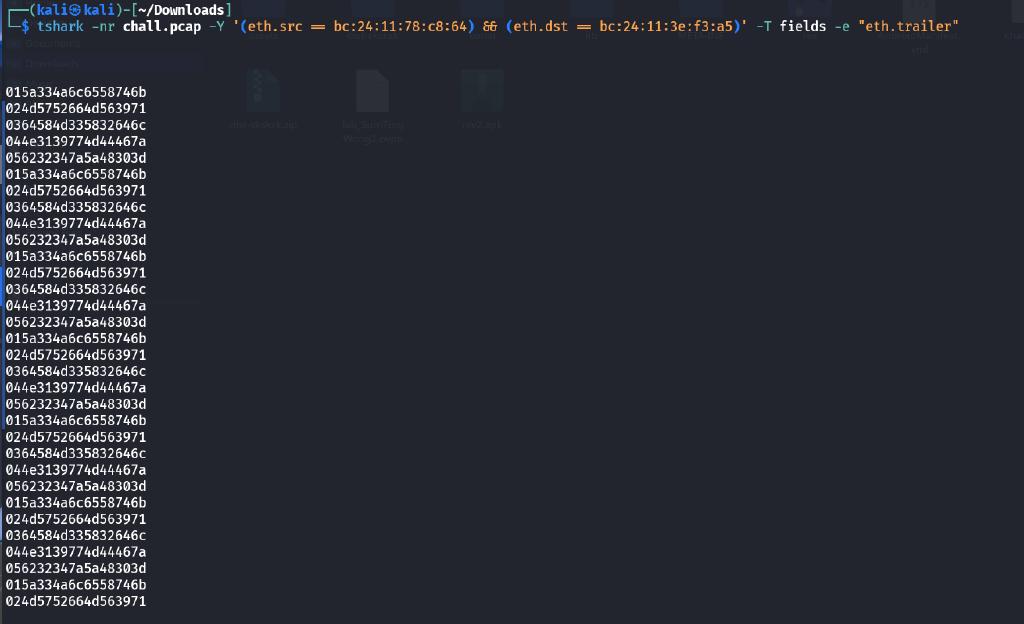 ┌──(kali㉿kali)-[~/Downloads]
└─$ tshark -nr chall.pcap -Y '(eth.src == bc:24:11:78:c8:64) && (eth.dst == bc:24:11:3e:f3:a5)' -T fields -e "eth.trailer"
Documents
Downloads
015a334a6c6558746b
024d5752664d563971
0364584d335832646c
044e3139774d44467a
056232347a5a48303d
015a334a6c6558746b
024d5752664d563971
0364584d335832646c
044e3139774d44467a
056232347a5a48303d
015a334a6c6558746b
024d5752664d563971
0364584d335832646c
044e3139774d44467a
056232347a5a48303d
015a334a6c6558746b
024d5752664d563971
0364584d335832646c
044e3139774d44467a
056232347a5a48303d
015a334a6c6558746b
024d5752664d563971
0364584d335832646c
044e3139774d44467a
056232347a5a48303d
015a334a6c6558746b
024d5752664d563971
0364584d335832646c
044e3139774d44467a
056232347a5a48303d
015a334a6c6558746b
024d5752664d563971